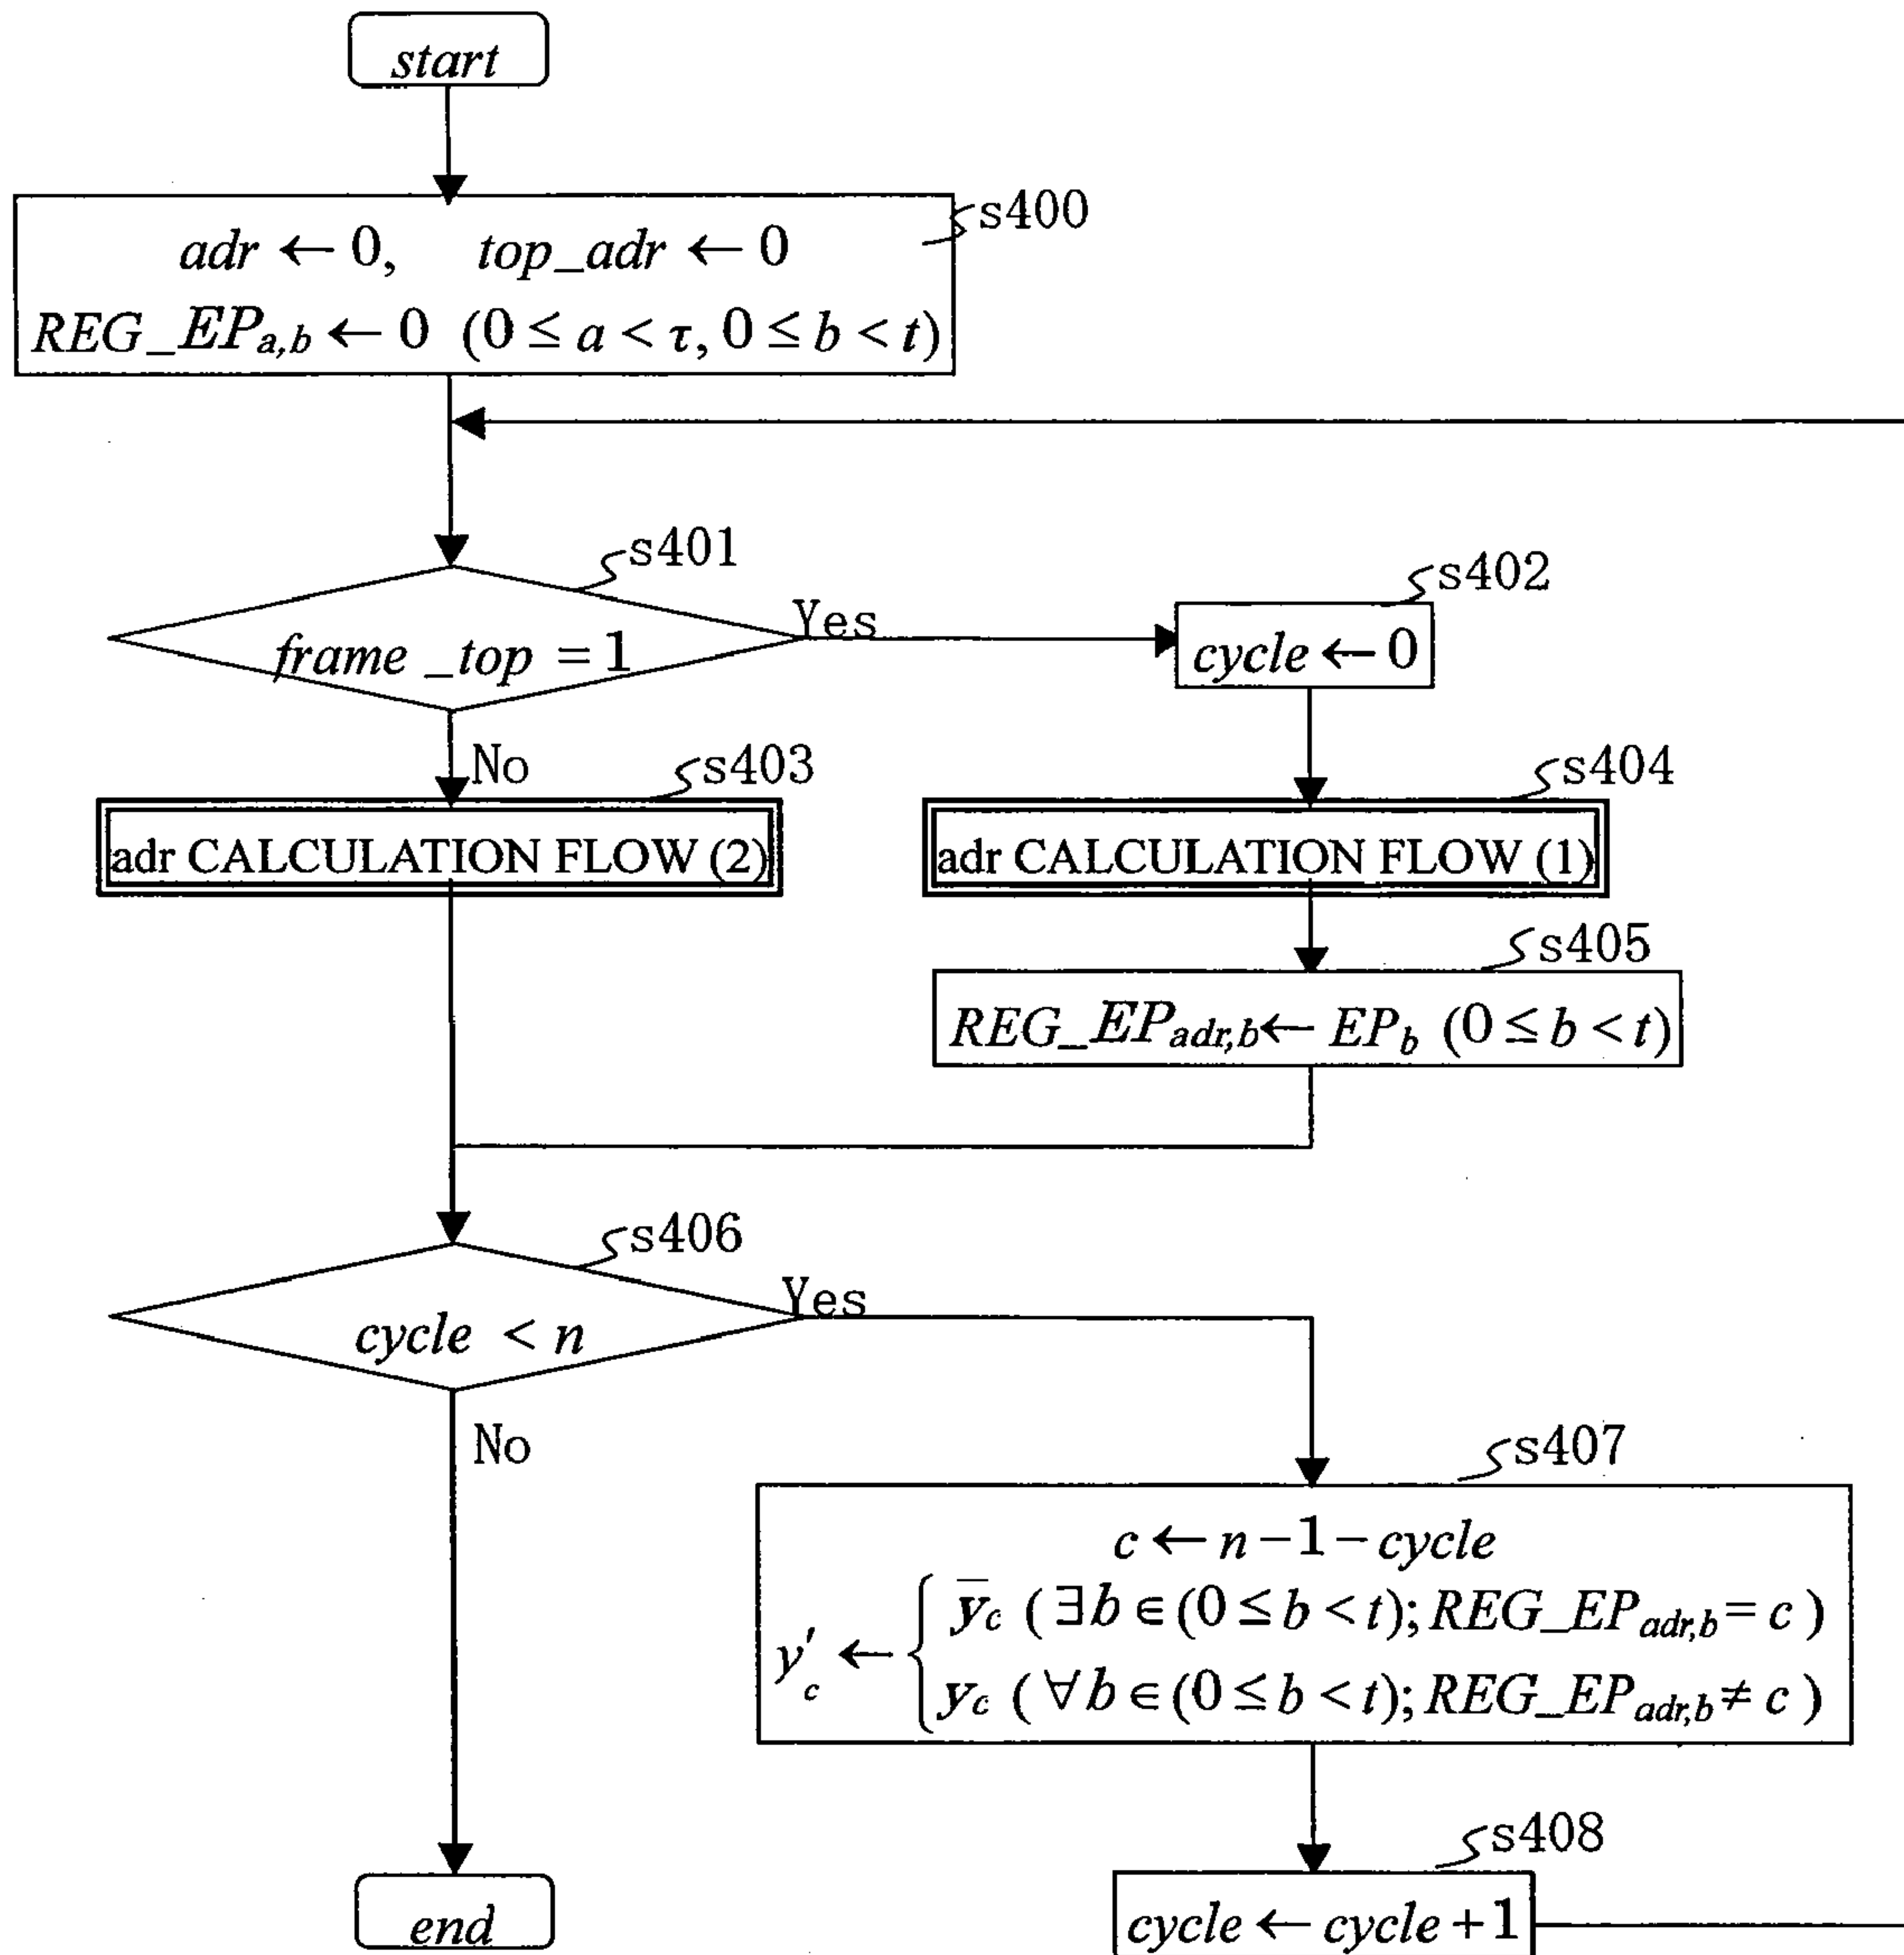 start
s400
adr ← 0, top_adr ← 0
REG_EPa,b ← 0 (0 ≤ a < τ, 0 ≤ b < t)
s401
frame _top = 1
Yes
s402
cycle ← 0
No
s403
adr CALCULATION FLOW (2)
s404
adr CALCULATION FLOW (1)
s405
REG_EPadr,b ← EPb (0 ≤ b < t)
s406
cycle < n
Yes
No
s407
c ← n − 1 − cycle
y′c ← { y̅c ( ∃b ∈ (0 ≤ b < t); REG_EPadr,b = c )
yc ( ∀b ∈ (0 ≤ b < t); REG_EPadr,b ≠ c )
s408
cycle ← cycle + 1
end